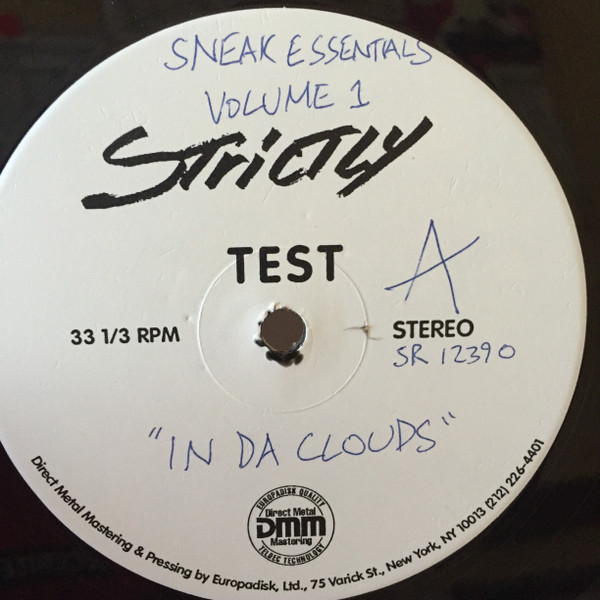 SNEAK ESSENTIALS
VOLUME 1
STRICTLY
TEST
A
33 1/3 RPM
STEREO
SR 12390
"IN DA CLOUDS"
EUROPADISK QUALITY
Direct Metal
DMM
Mastering
TELDEC TECHNOLOGY
Direct Metal Mastering & Pressing by Europadisk, Ltd., 75 Varick St., New York, NY 10013 (212) 226-4401